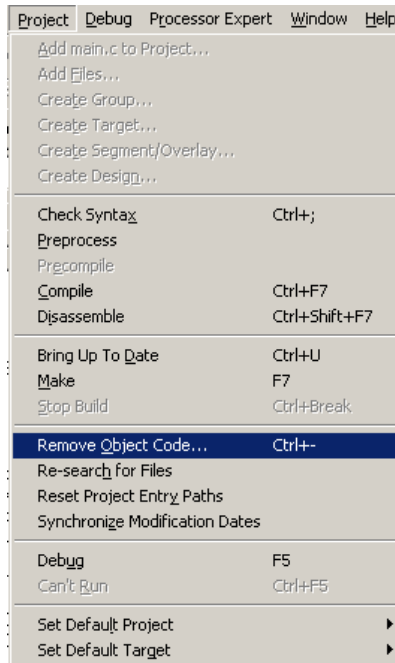 Project Debug Processor Expert Window Help
Add main.c to Project...
Add Files...
Create Group...
Create Target...
Create Segment/Overlay...
Create Design...
Check Syntax Ctrl+;
Preprocess
Precompile
Compile Ctrl+F7
Disassemble Ctrl+Shift+F7
Bring Up To Date Ctrl+U
Make F7
Stop Build Ctrl+Break
Remove Object Code... Ctrl+-
Re-search for Files
Reset Project Entry Paths
Synchronize Modification Dates
Debug F5
Can't Run Ctrl+F5
Set Default Project
Set Default Target